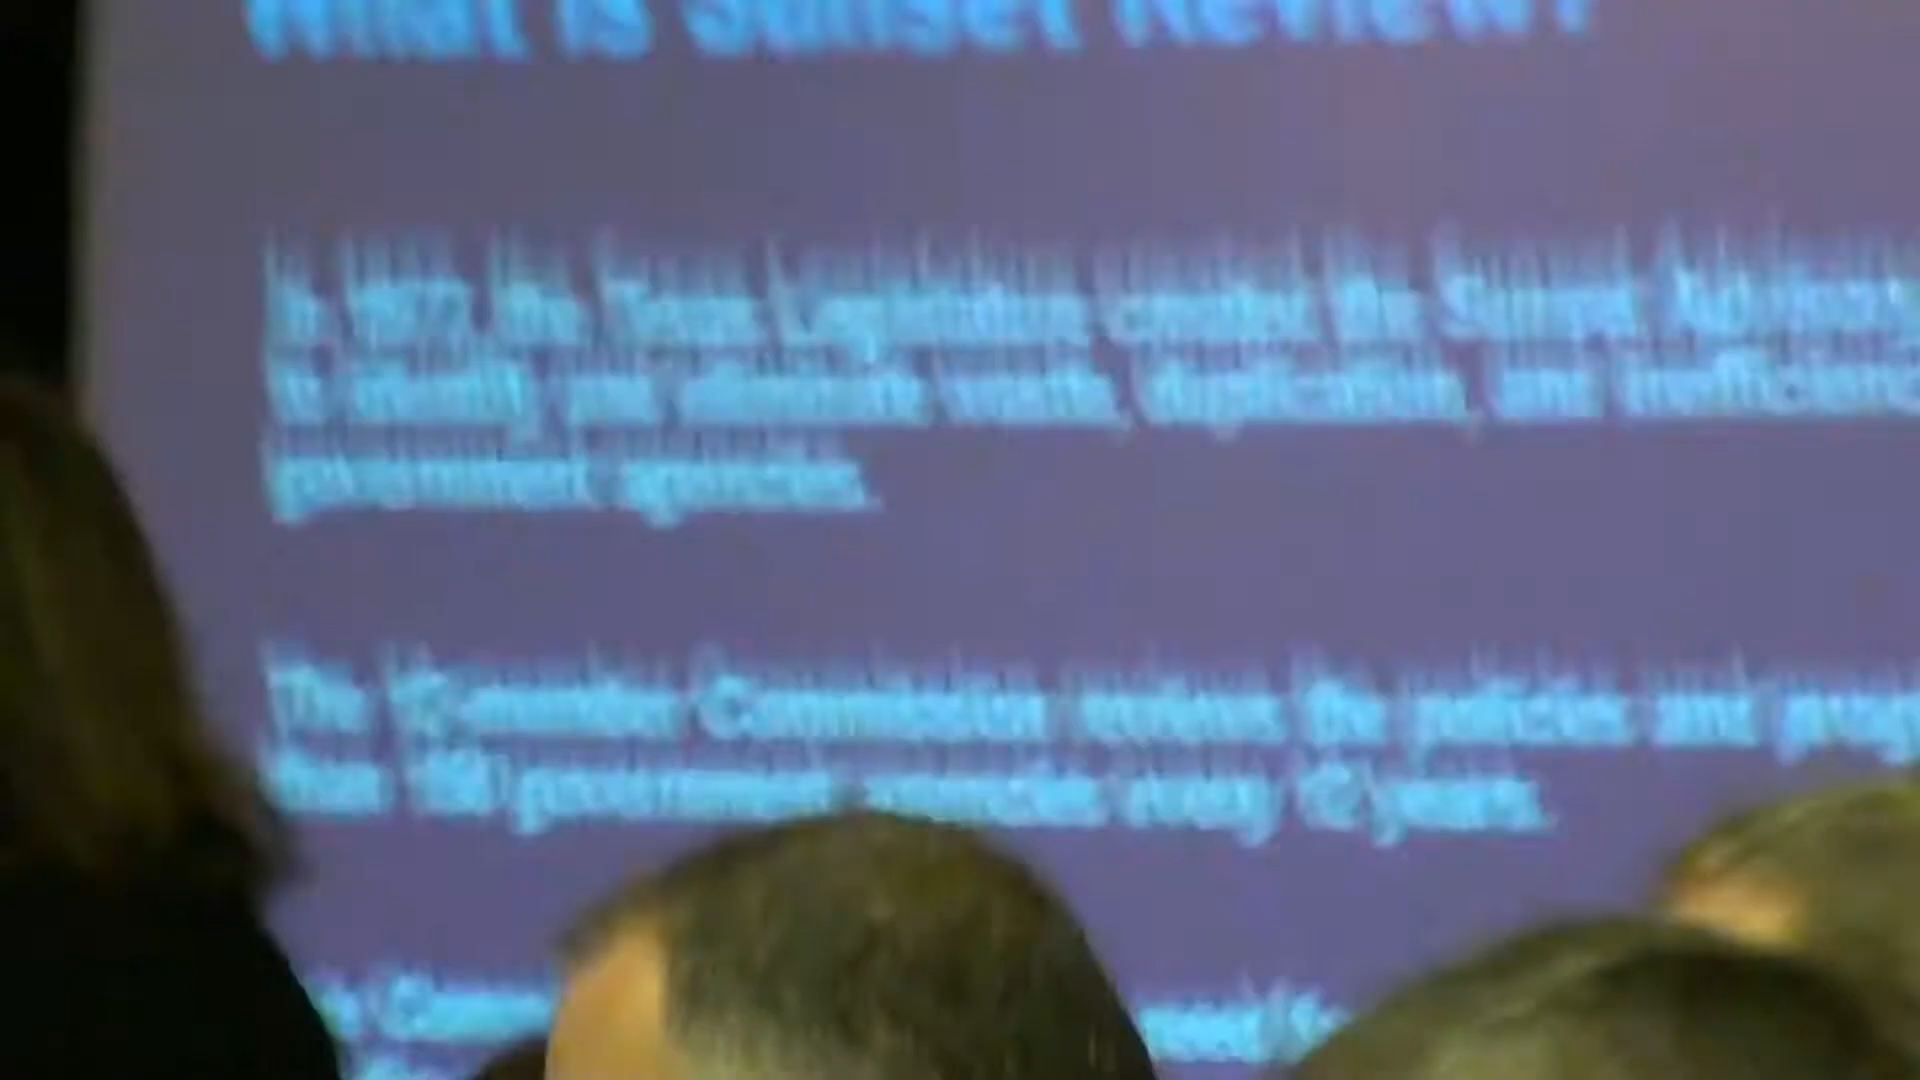 What is Sunset Review?
In 1977, the Texas Legislature created the Sunset Advisory
to identify and eliminate waste, duplication, and inefficienc
government agencies.
The 12-member Commission reviews the policies and prog
than 130 government agencies every 12 years.